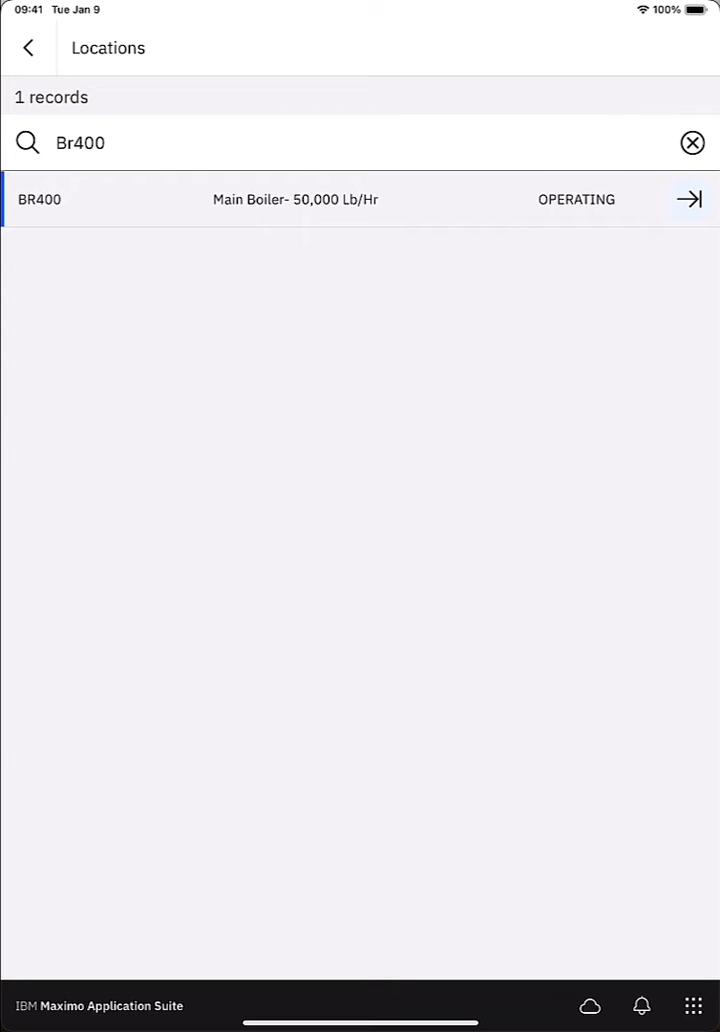 09:41 Tue Jan 9 100%
Locations
1 records
Br400
BR400 Main Boiler- 50,000 Lb/Hr OPERATING
IBM Maximo Application Suite